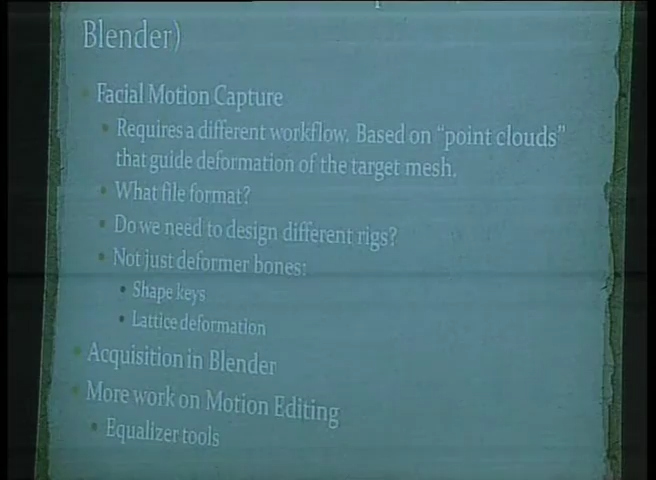 Blender)
Facial Motion Capture
Requires a different workflow. Based on “point clouds”
that guide deformation of the target mesh.
What file format?
Do we need to design different rigs?
Not just deformer bones:
Shape keys
Lattice deformation
Acquisition in Blender
More work on Motion Editing
Equalizer tools